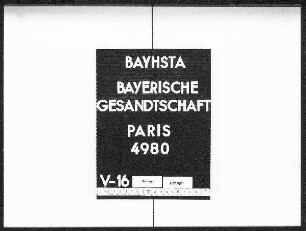 BAYHSTA
BAYERISCHE
GESANDTSCHAFT
PARIS
4980
V-16